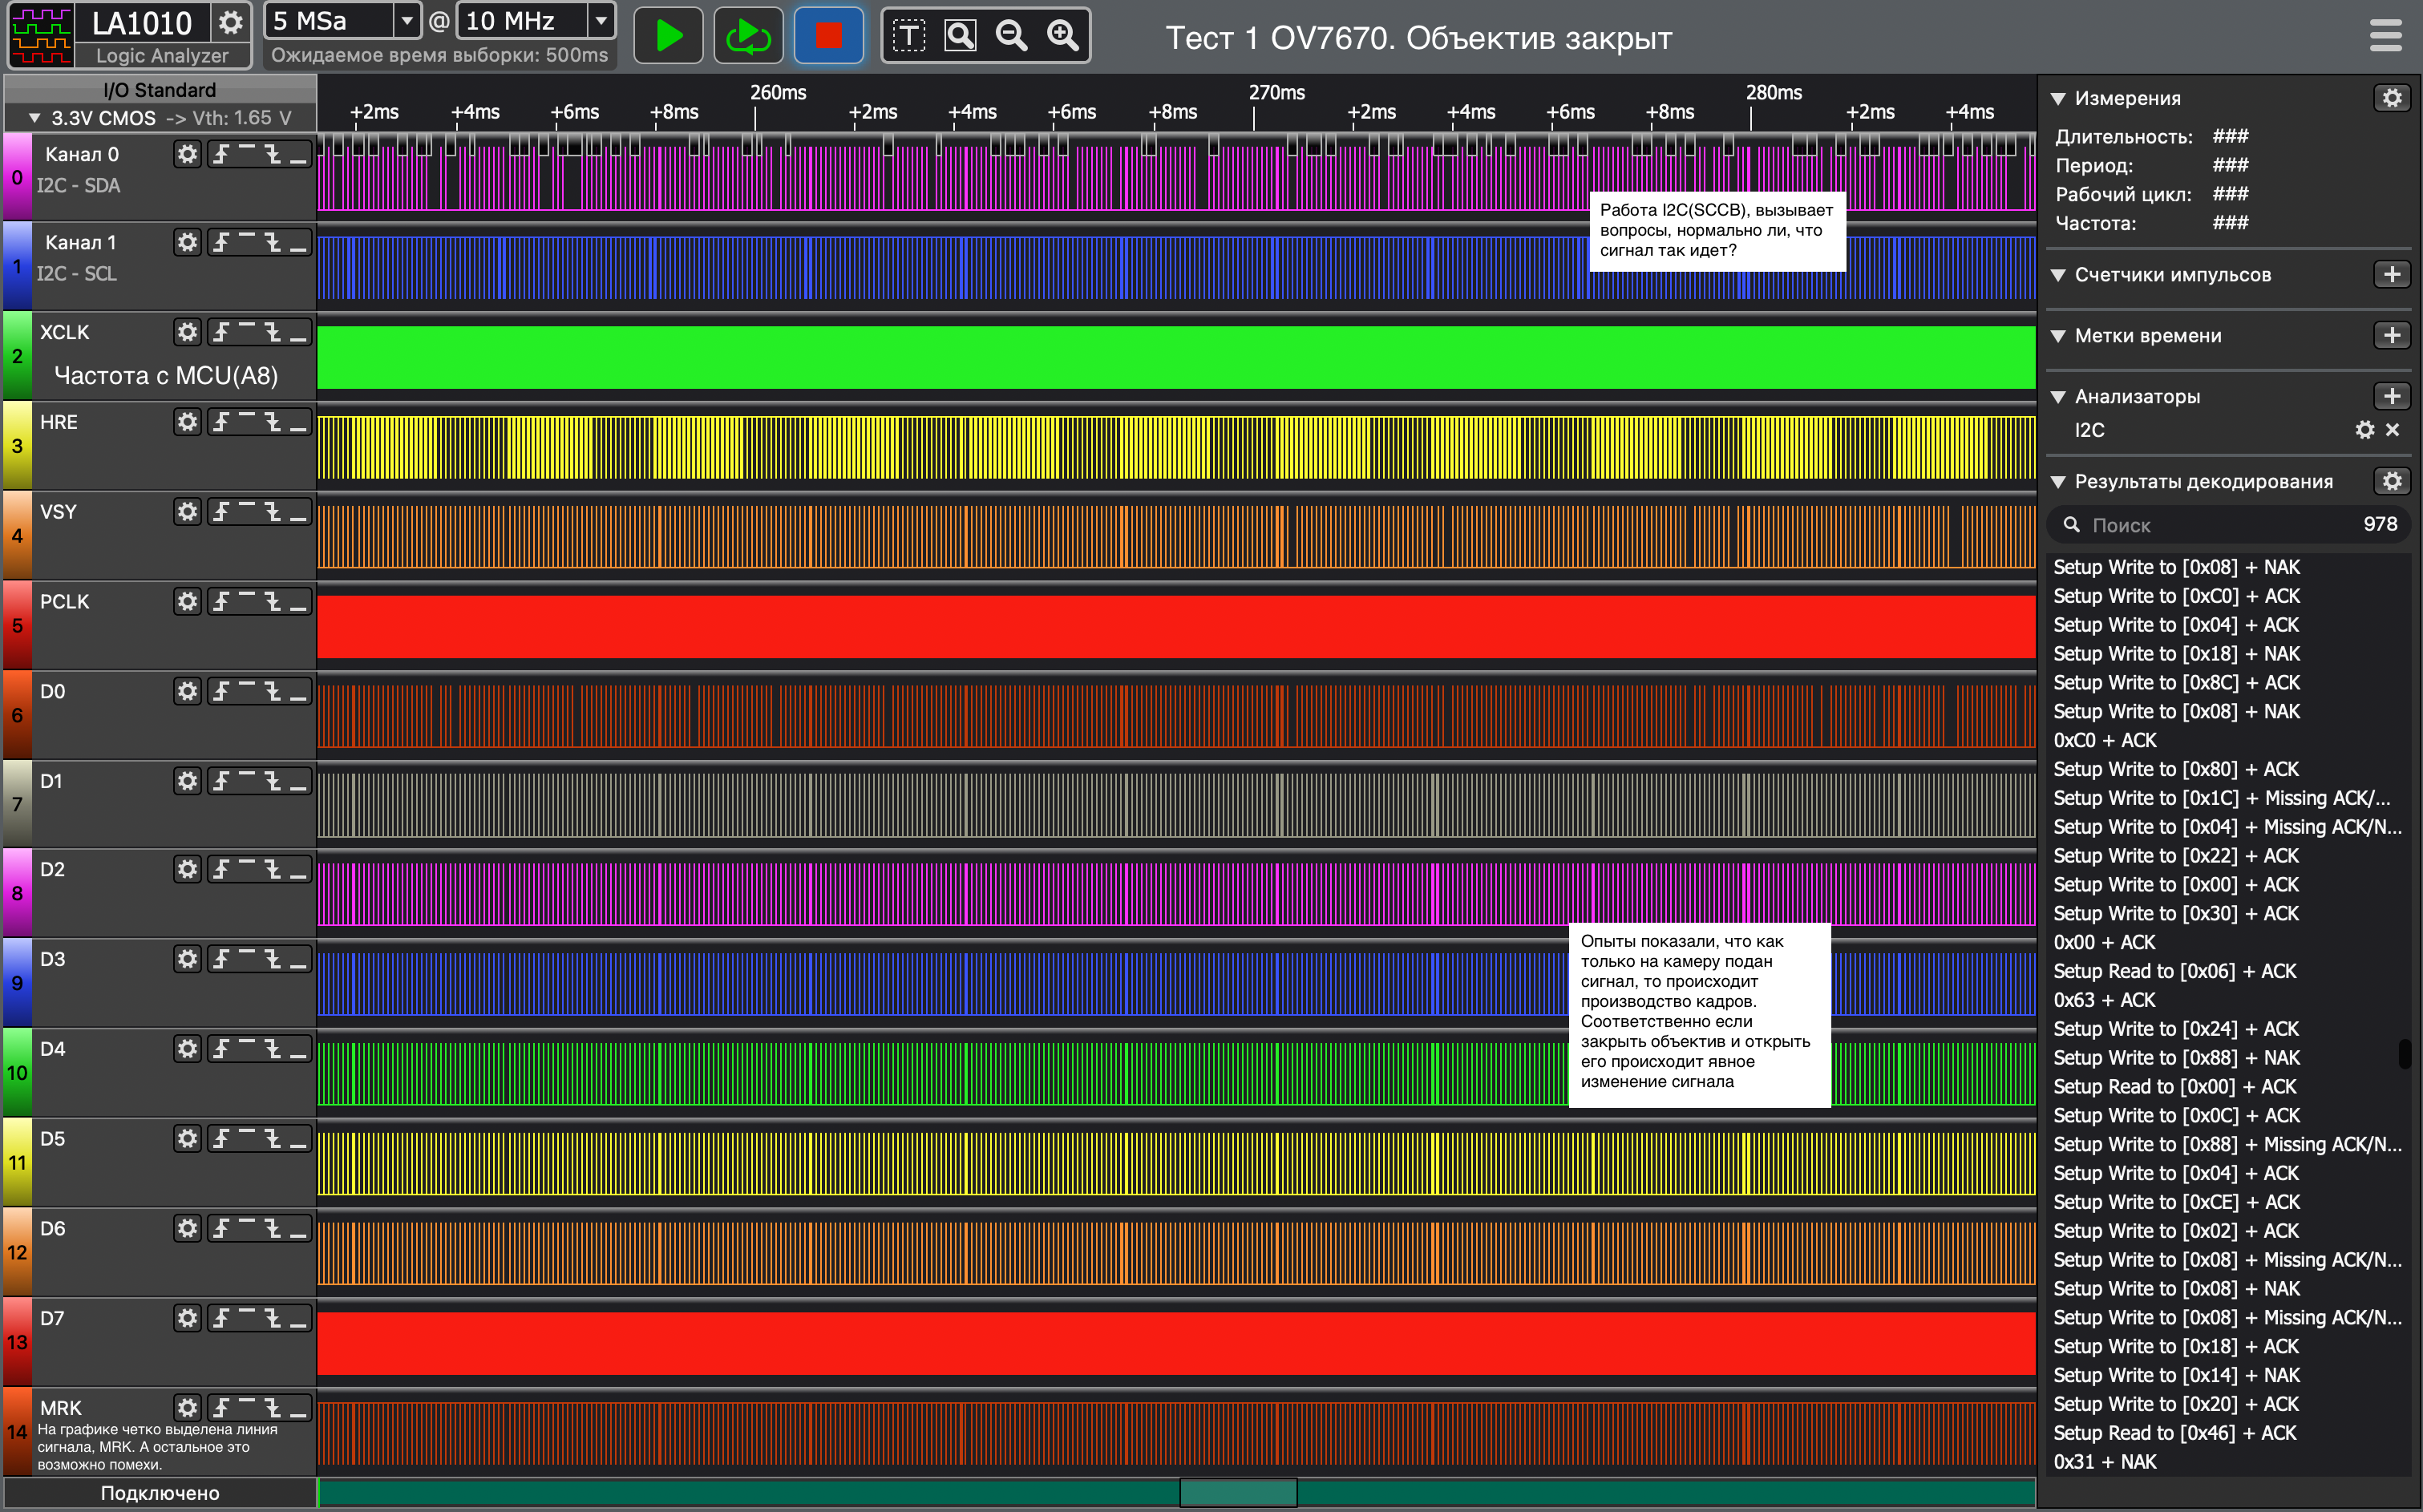 LA1010
Logic Analyzer
5 MSa @ 10 MHz
Ожидаемое время выборки: 500ms
T
Тест 1 OV7670. Объектив закрыт
I/O Standard
3.3V CMOS -> Vth: 1.65 V
+2ms +4ms +6ms +8ms 260ms +2ms +4ms +6ms +8ms 270ms +2ms +4ms +6ms +8ms 280ms +2ms +4ms
0 Канал 0
I2C - SDA
Работа I2C(SCCB), вызывает
вопросы, нормально ли, что
сигнал так идет?
1 Канал 1
I2C - SCL
2 XCLK
Частота с MCU(A8)
3 HRE
4 VSY
5 PCLK
6 D0
7 D1
8 D2
9 D3
Опыты показали, что как
только на камеру подан
сигнал, то происходит
производство кадров.
Соответственно если
закрыть объектив и открыть
его происходит явное
изменение сигнала
10 D4
11 D5
12 D6
13 D7
14 MRK
На графике четко выделена линия
сигнала, MRK. А остальное это
возможно помехи.
Подключено
Измерения
Длительность: ###
Период: ###
Рабочий цикл: ###
Частота: ###
Счетчики импульсов
Метки времени
Анализаторы
I2C
Результаты декодирования
Поиск 978
Setup Write to [0x08] + NAK
Setup Write to [0xC0] + ACK
Setup Write to [0x04] + ACK
Setup Write to [0x18] + NAK
Setup Write to [0x8C] + ACK
Setup Write to [0x08] + NAK
0xC0 + ACK
Setup Write to [0x80] + ACK
Setup Write to [0x1C] + Missing ACK/...
Setup Write to [0x04] + Missing ACK/N...
Setup Write to [0x22] + ACK
Setup Write to [0x00] + ACK
Setup Write to [0x30] + ACK
0x00 + ACK
Setup Read to [0x06] + ACK
0x63 + ACK
Setup Write to [0x24] + ACK
Setup Write to [0x88] + NAK
Setup Read to [0x00] + ACK
Setup Write to [0x0C] + ACK
Setup Write to [0x88] + Missing ACK/N...
Setup Write to [0x04] + ACK
Setup Write to [0xCE] + ACK
Setup Write to [0x02] + ACK
Setup Write to [0x08] + Missing ACK/N...
Setup Write to [0x08] + NAK
Setup Write to [0x08] + Missing ACK/N...
Setup Write to [0x18] + ACK
Setup Write to [0x14] + NAK
Setup Write to [0x20] + ACK
Setup Read to [0x46] + ACK
0x31 + NAK